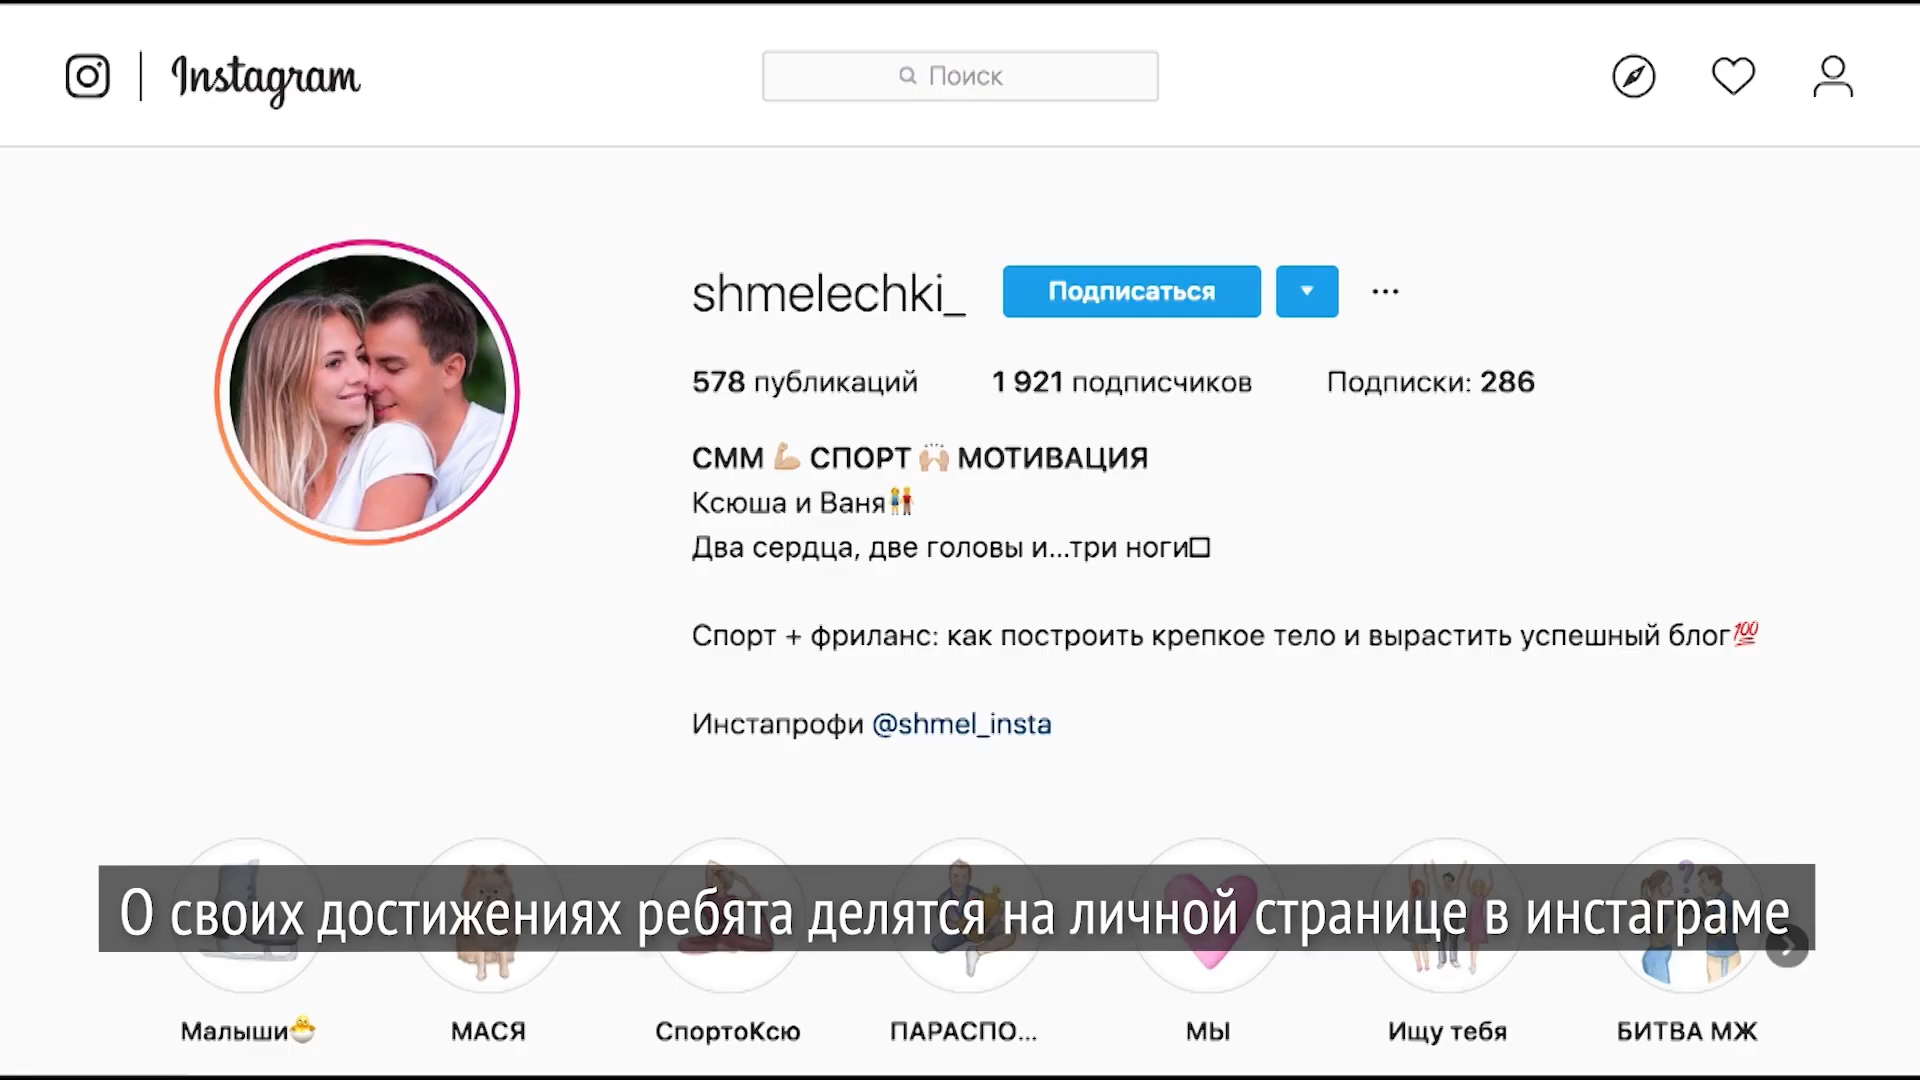 Instagram
Поиск
shmelechki_
Подписаться
578 публикаций
1 921 подписчиков
Подписки: 286
СММ 💪🏼 СПОРТ 🙌🏼 МОТИВАЦИЯ
Ксюша и Ваня👫
Два сердца, две головы и...три ноги□
Спорт + фриланс: как построить крепкое тело и вырастить успешный блог💯
Инстапрофи @shmel_insta
О своих достижениях ребята делятся на личной странице в инстаграме
Малыши🐣
МАСЯ
СпортоКсю
ПАРАСПО...
МЫ
Ищу тебя
БИТВА МЖ